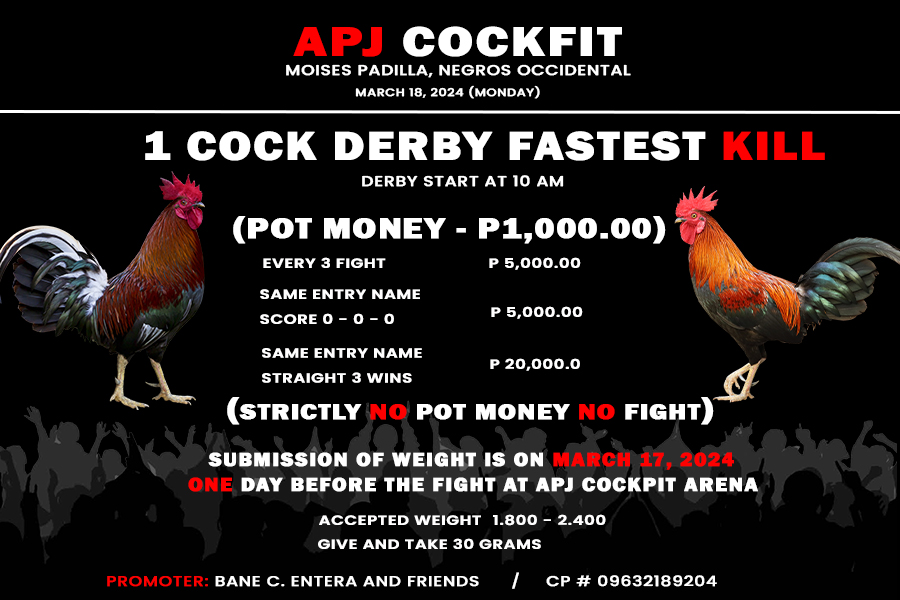 APJ COCKFIT
MOISES PADILLA, NEGROS OCCIDENTAL
MARCH 18, 2024 (MONDAY)
1 COCK DERBY FASTEST KILL
DERBY START AT 10 AM
(POT MONEY - P1,000.00)
EVERY 3 FIGHT P 5,000.00
SAME ENTRY NAME
SCORE 0 - 0 - 0 P 5,000.00
SAME ENTRY NAME
STRAIGHT 3 WINS P 20,000.0
(STRICTLY NO POT MONEY NO FIGHT)
SUBMISSION OF WEIGHT IS ON MARCH 17, 2024
ONE DAY BEFORE THE FIGHT AT APJ COCKPIT ARENA
ACCEPTED WEIGHT 1.800 - 2.400
GIVE AND TAKE 30 GRAMS
PROMOTER: BANE C. ENTERA AND FRIENDS / CP # 09632189204